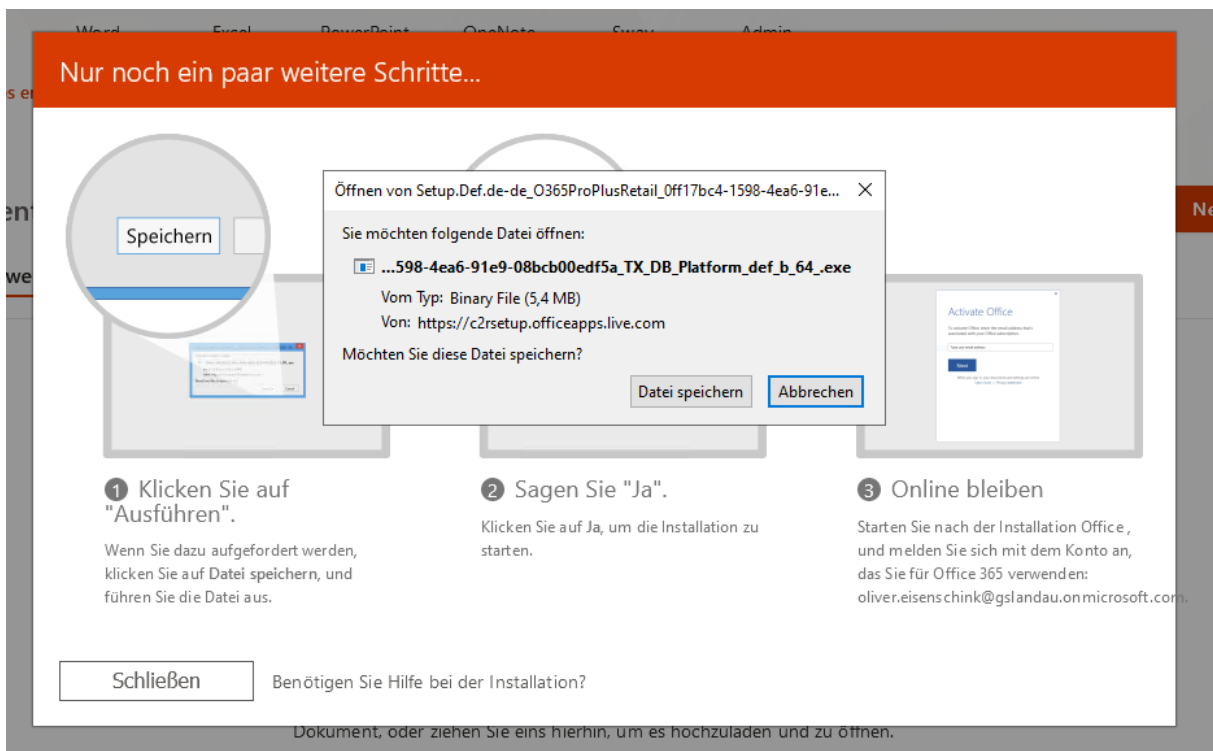 Word Excel PowerPoint OneNote Sway Admin
Nur noch ein paar weitere Schritte...
Speichern
Öffnen von Setup.Def.de-de_O365ProPlusRetail_0ff17bc4-1598-4ea6-91e...
Sie möchten folgende Datei öffnen:
...598-4ea6-91e9-08bcb00edf5a_TX_DB_Platform_def_b_64_.exe
Vom Typ: Binary File (5,4 MB)
Von: https://c2rsetup.officeapps.live.com
Möchten Sie diese Datei speichern?
Datei speichern Abbrechen
Activate Office
1 Klicken Sie auf
"Ausführen".
Wenn Sie dazu aufgefordert werden,
klicken Sie auf Datei speichern, und
führen Sie die Datei aus.
2 Sagen Sie "Ja".
Klicken Sie auf Ja, um die Installation zu
starten.
3 Online bleiben
Starten Sie nach der Installation Office ,
und melden Sie sich mit dem Konto an,
das Sie für Office 365 verwenden:
oliver.eisenschink@gslandau.onmicrosoft.com.
Schließen Benötigen Sie Hilfe bei der Installation?
Dokument, oder ziehen Sie eins hierhin, um es hochzuladen und zu öffnen.